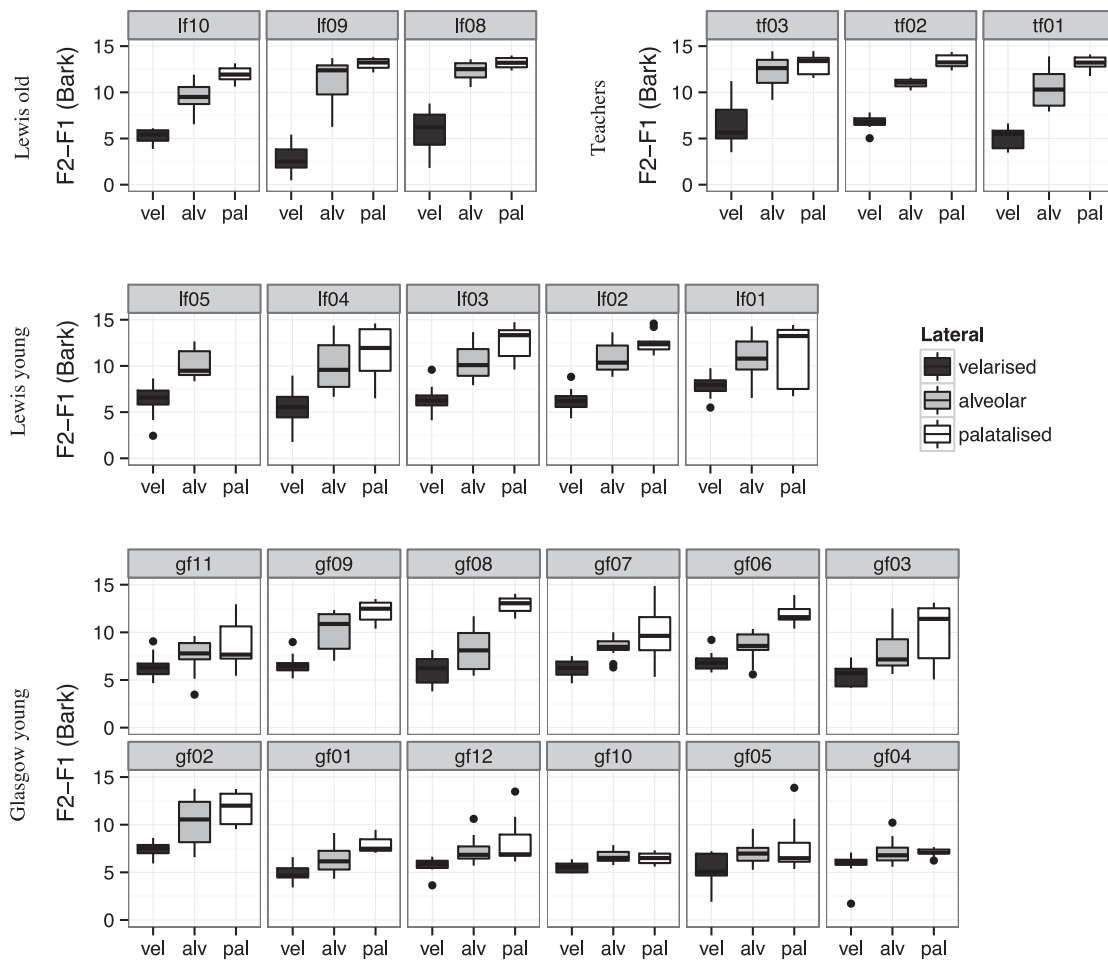 lf10 lf09 lf08
Lewis old
F2−F1 (Bark)
15
10
5
0
vel alv pal vel alv pal vel alv pal
tf03 tf02 tf01
Teachers
F2−F1 (Bark)
15
10
5
0
vel alv pal vel alv pal vel alv pal
lf05 lf04 lf03 lf02 lf01
Lewis young
F2−F1 (Bark)
15
10
5
0
vel alv pal vel alv pal vel alv pal vel alv pal vel alv pal
Lateral
velarised
alveolar
palatalised
gf11 gf09 gf08 gf07 gf06 gf03
Glasgow young
F2−F1 (Bark)
15
10
5
0
gf02 gf01 gf12 gf10 gf05 gf04
15
10
5
0
vel alv pal vel alv pal vel alv pal vel alv pal vel alv pal vel alv pal